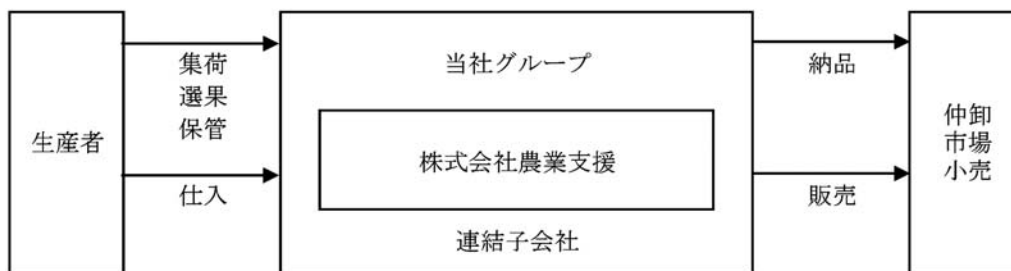 生産者
集荷
選果
保管
仕入
当社グループ
株式会社農業支援
連結子会社
納品
販売
仲卸
市場
小売